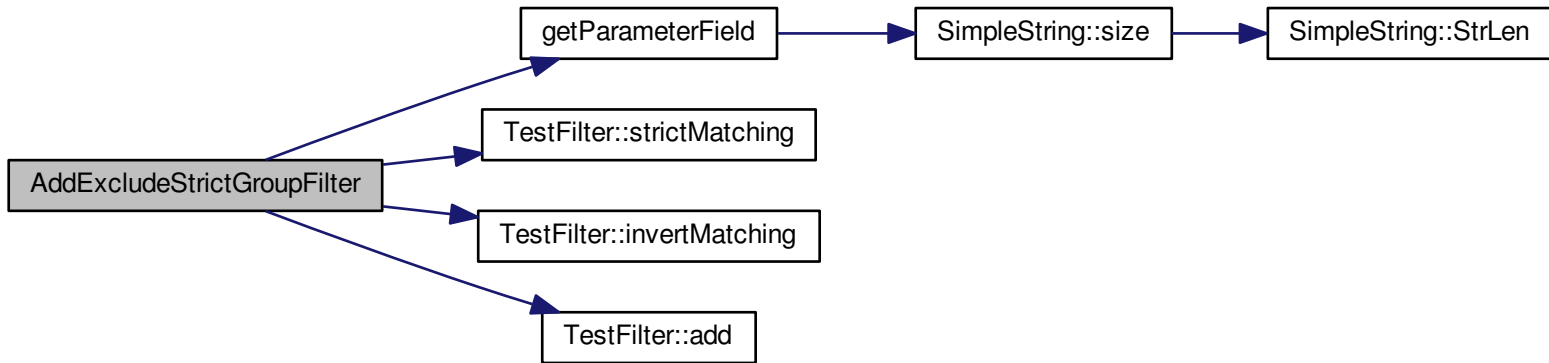 getParameterField
SimpleString::size
SimpleString::StrLen
TestFilter::strictMatching
AddExcludeStrictGroupFilter
TestFilter::invertMatching
TestFilter::add